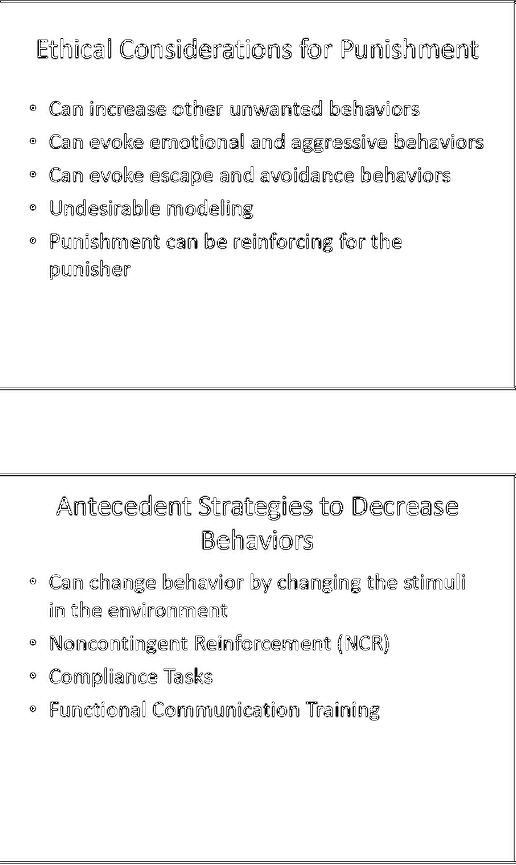 Ethical Considerations for Punishment
• Can increase other unwanted behaviors
• Can evoke emotional and aggressive behaviors
• Can evoke escape and avoidance behaviors
• Undesirable modeling
• Punishment can be reinforcing for the
punisher
Antecedent Strategies to Decrease
Behaviors
• Can change behavior by changing the stimuli
in the environment
• Noncontingent Reinforcement (NCR)
• Compliance Tasks
• Functional Communication Training